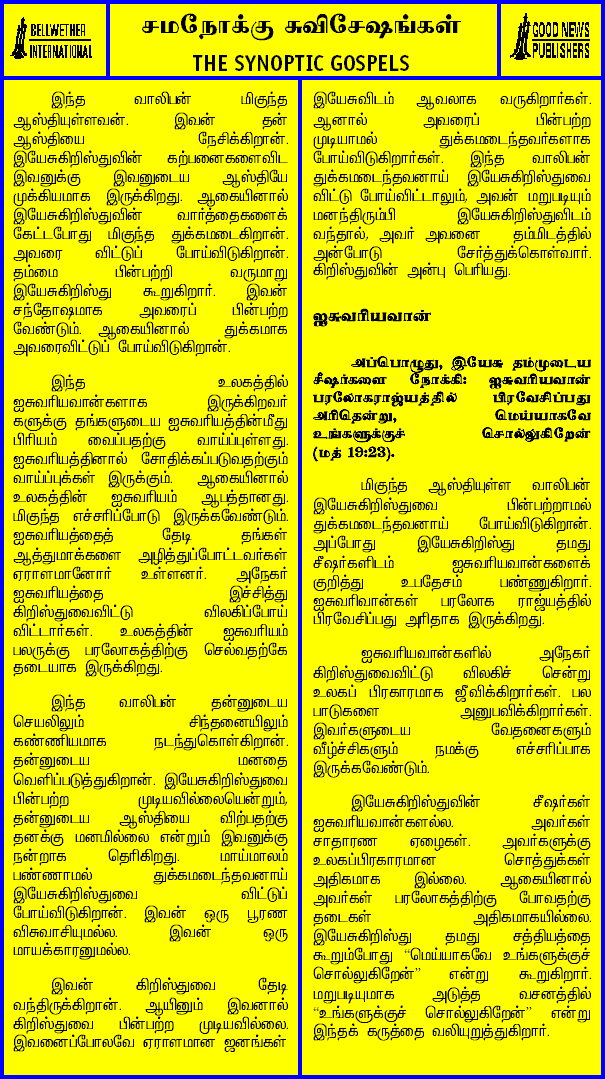 BELLWETHER
INTERNATIONAL
சமநோக்கு சுவிசேஷங்கள்
THE SYNOPTIC GOSPELS
GOOD NEWS
PUBLISHERS
இந்த வாலிபன் மிகுந்த
ஆஸ்தியுள்ளவன். இவன் தன்
ஆஸ்தியை நேசிக்கிறான்.
இயேசுகிறிஸ்துவின் கற்பனைகளைவிட
இவனுக்கு இவனுடைய ஆஸ்தியே
முக்கியமாக இருக்கிறது. ஆகையினால்
இயேசுகிறிஸ்துவின் வார்த்தைகளைக்
கேட்டபோது மிகுந்த துக்கமடைகிறான்.
அவரை விட்டுப் போய்விடுகிறான்.
தம்மை பின்பற்றி வருமாறு
இயேசுகிறிஸ்து கூறுகிறார். இவன்
சந்தோஷமாக அவரைப் பின்பற்ற
வேண்டும். ஆகையினால் துக்கமாக
அவரைவிட்டுப் போய்விடுகிறான்.
இந்த உலகத்தில்
ஐசுவரியவான்களாக இருக்கிறவர்
களுக்கு தங்களுடைய ஐசுவரியத்தின்மீது
பிரியம் வைப்பதற்கு வாய்ப்புள்ளது.
ஐசுவரியத்தினால் சோதிக்கப்படுவதற்கும்
வாய்ப்புக்கள் இருக்கும். ஆகையினால்
உலகத்தின் ஐசுவரியம் ஆபத்தானது.
மிகுந்த எச்சரிப்போடு இருக்கவேண்டும்.
ஐசுவரியத்தைத் தேடி தங்கள்
ஆத்துமாக்களை அழித்துப்போட்டவர்கள்
ஏராளமானோர் உள்ளனர். அநேகர்
ஐசுவரியத்தை இச்சித்து
கிறிஸ்துவைவிட்டு விலகிப்போய்
விட்டார்கள். உலகத்தின் ஐசுவரியம்
பலருக்கு பரலோகத்திற்கு செல்வதற்கே
தடையாக இருக்கிறது.
இந்த வாலிபன் தன்னுடைய
செயலிலும் சிந்தனையிலும்
கண்ணியமாக நடந்துகொள்கிறான்.
தன்னுடைய மனதை
வெளிப்படுத்துகிறான். இயேசுகிறிஸ்துவை
பின்பற்ற முடியவில்லையென்றும்,
தன்னுடைய ஆஸ்தியை விற்பதற்கு
தனக்கு மனமில்லை என்றும் இவனுக்கு
நன்றாக தெரிகிறது. மாய்மாலம்
பண்ணாமல் துக்கமடைந்தவனாய்
இயேசுகிறிஸ்துவை விட்டுப்
போய்விடுகிறான். இவன் ஒரு பூரண
விசுவாசியுமல்ல. இவன் ஒரு
மாயக்காரனுமல்ல.
இவன் கிறிஸ்துவை தேடி
வந்திருக்கிறான். ஆயினும் இவனால்
கிறிஸ்துவை பின்பற்ற முடியவில்லை.
இவனைப்போலவே ஏராளமான ஜனங்கள்
இயேசுவிடம் ஆவலாக வருகிறார்கள்.
ஆனால் அவரைப் பின்பற்ற
முடியாமல் துக்கமடைந்தவர்களாக
போய்விடுகிறார்கள். இந்த வாலிபன்
துக்கமடைந்தவனாய் இயேசுகிறிஸ்துவை
விட்டு போய்விட்டாலும், அவன் மறுபடியும்
மனந்திரும்பி இயேசுகிறிஸ்துவிடம்
வந்தால், அவர் அவனை தம்மிடத்தில்
அன்போடு சேர்த்துக்கொள்வார்.
கிறிஸ்துவின் அன்பு பெரியது.
ஐசுவரியவான்
அப்பொழுது, இயேசு தம்முடைய
சீஷர்களை நோக்கி: ஐசுவரியவான்
பரலோகராஜ்யத்தில் பிரவேசிப்பது
அரிதென்று, மெய்யாகவே
உங்களுக்குச் சொல்லுகிறேன்
(மத் 19:23).
மிகுந்த ஆஸ்தியுள்ள வாலிபன்
இயேசுகிறிஸ்துவை பின்பற்றாமல்
துக்கமடைந்தவனாய் போய்விடுகிறான்.
அப்போது இயேசுகிறிஸ்து தமது
சீஷர்களிடம் ஐசுவரியவான்களைக்
குறித்து உபதேசம் பண்ணுகிறார்.
ஐசுவரிவான்கள் பரலோக ராஜ்யத்தில்
பிரவேசிப்பது அரிதாக இருக்கிறது.
ஐசுவரியவான்களில் அநேகர்
கிறிஸ்துவைவிட்டு விலகிச் சென்று
உலகப் பிரகாரமாக ஜீவிக்கிறார்கள். பல
பாடுகளை அனுபவிக்கிறார்கள்.
இவர்களுடைய வேதனைகளும்
வீழ்ச்சிகளும் நமக்கு எச்சரிப்பாக
இருக்கவேண்டும்.
இயேசுகிறிஸ்துவின் சீஷர்கள்
ஐசுவரியவான்களல்ல. அவர்கள்
சாதாரண ஏழைகள். அவர்களுக்கு
உலகப்பிரகாரமான சொத்துக்கள்
அதிகமாக இல்லை. ஆகையினால்
அவர்கள் பரலோகத்திற்கு போவதற்கு
தடைகள் அதிகமாகயில்லை.
இயேசுகிறிஸ்து தமது சத்தியத்தை
கூறும்போது “மெய்யாகவே உங்களுக்குச்
சொல்லுகிறேன்” என்று கூறுகிறார்.
மறுபடியுமாக அடுத்த வசனத்தில்
“உங்களுக்குச் சொல்லுகிறேன்” என்று
இந்தக் கருத்தை வலியுறுத்துகிறார்.